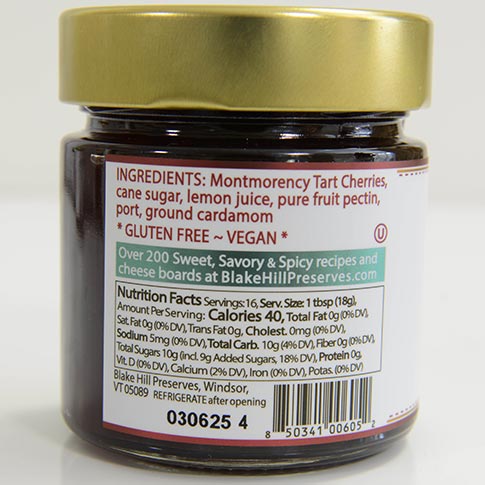 INGREDIENTS: Montmorency Tart Cherries,
cane sugar, lemon juice, pure fruit pectin,
port, ground cardamom
* GLUTEN FREE ~ VEGAN *
U
Over 200 Sweet, Savory & Spicy recipes and
cheese boards at BlakeHillPreserves.com
Nutrition Facts Servings:16, Serv. Size: 1 tbsp (18g),
Amount Per Serving: Calories 40, Total Fat 0g (0% DV),
Sat. Fat 0g (0% DV), Trans Fat 0g, Cholest. 0mg (0% DV),
Sodium 5mg (0% DV), Total Carb. 10g (4% DV), Fiber 0g (0% DV),
Total Sugars 10g (incl. 9g Added Sugars, 18% DV), Protein 0g,
Vit. D (0% DV), Calcium (2% DV), Iron (0% DV), Potas. (0% DV)
Blake Hill Preserves, Windsor,
VT 05089 REFRIGERATE after opening
030625 4
8 50341 00605 2